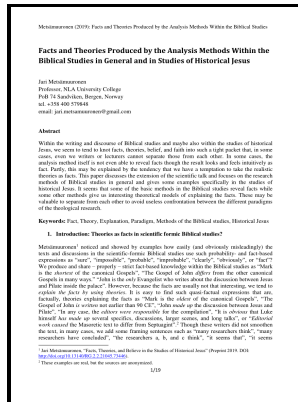 Metsämuuronen (2019): Facts and Theories Produced by the Analysis Methods Within the Biblical Studies
Facts and Theories Produced by the Analysis Methods Within the
Biblical Studies in General and in Studies of Historical Jesus
Jari Metsämuuronen
Professor, NLA University College
PoB 74 Sandviken, Bergen, Norway
tel. +358 400 579848
email: jari.metsamuuronen@gmail.com
Abstract
Within the writing and discourse of Biblical studies and maybe also within the studies of historical
Jesus, we seem to tend to knot facts, theories, belief, and faith into such a tight packet that, in some
cases, even we writers or lecturers cannot separate those from each other. In some cases, the
analysis method itself is not even able to reveal facts though the result looks and feels intuitively as
fact. Partly, this may be explained by the tendency that we have a temptation to take the realistic
theories as facts. This paper discusses the extension of the scientific talk and focuses on the research
methods of Biblical studies in general and gives some examples specifically in the studies of
historical Jesus. It seems that some of the basic methods in the Biblical studies reveal facts while
some other methods give us interesting theoretical models of explaining the facts. These may be
valuable to separate from each other to avoid useless confrontation between the different paradigms
of the theological research.
Keywords: Fact, Theory, Explanation, Paradigm, Methods of the Biblical studies, Historical Jesus
1. Introduction: Theories as facts in scientific formic Biblical studies?
Metsämuuronen¹ noticed and showed by examples how easily (and obviously misleadingly) the
texts and discussions in the scientific-formic Biblical studies use such probability- and fact-based
expressions as "sure", "impossible", "probable", "improbable", "clearly", "obviously", or "fact"!
We produce and share – properly – strict fact-based knowledge within the Biblical studies as "Mark
is the shortest of the canonical Gospels", "The Gospel of John differs from the other canonical
Gospels in many ways." "John is the only Evangelist who writes about the discussion between Jesus
and Pilate inside the palace". However, because the facts are usually not that interesting, we tend to
explain the facts by using theories. It is easy to find such quasi-factual expressions that are,
factually, theories explaining the facts as "Mark is the oldest of the canonical Gospels", "The
Gospel of John is written not earlier than 90 CE", "John made up the discussion between Jesus and
Pilate", "In any case, the editors were responsible for the compilation", "It is obvious that Luke
himself has made up several specifics, discussions, larger scenes, and long talks", or "Editorial
work caused the Masoretic text to differ from Septuagint".² Though these writings did not unsoften
the text, in many cases, we add some framing sentences such as "many researchers think", "many
researchers have concluded", "the researchers a, b, and c think", "it seems that", "it seems
¹ Jari Metsämuuronen, "Facts, Theories, and Beliefs in the Studies of Historical Jesus" (Preprint 2019. DOI:
2 These examples are real, but the sources are anonymised.
1/19